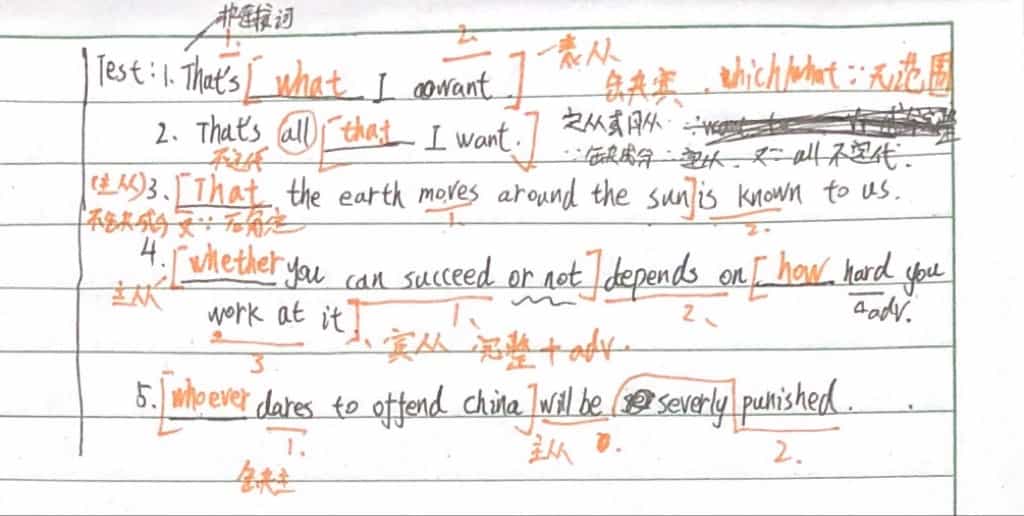 非连接词
1. 2.
Test: 1. That's [what I want.] 表从
缺宾. which/what ∵无范围
2. That's all [that I want.] 定从或同从
不定代 ∵缺成分∴定从. 又∵all不定代.
(主从) 3. [That the earth moves around the sun] is known to us.
不缺成分 又∵后肯定 1. 2.
4. [whether you can succeed or not] depends on [how hard you
主从 1、 2、 adv.
work at it] 宾从 完整 + adv.
3
5. [whoever dares to offend china] will be severly punished.
1. 主从 2.
缺主